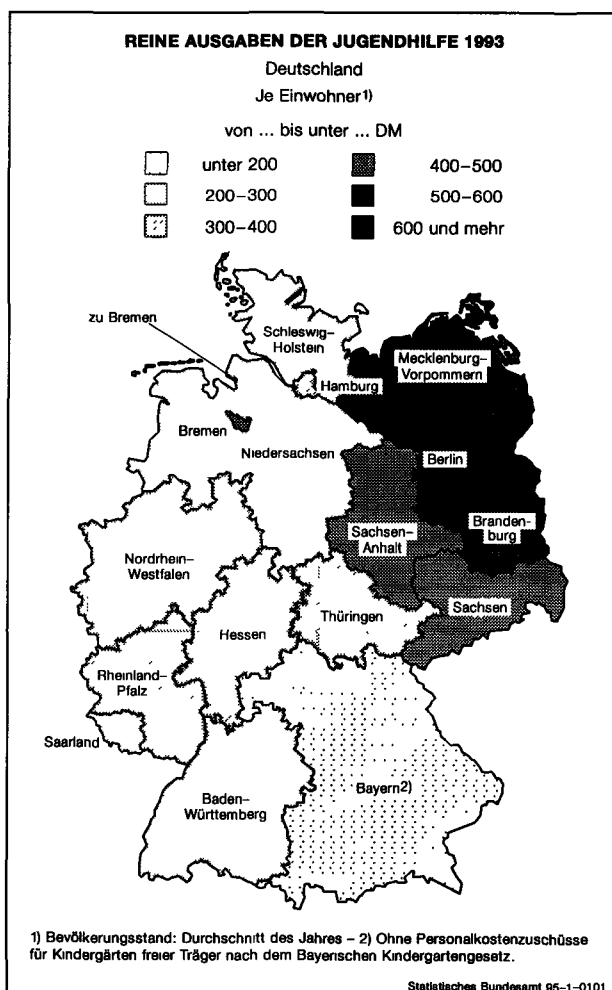 REINE AUSGABEN DER JUGENDHILFE 1993
Deutschland
Je Einwohner1)
von ... bis unter ... DM
unter 200
200–300
300–400
400–500
500–600
600 und mehr
zu Bremen
Schleswig-
Holstein
Mecklenburg-
Vorpommern
Hamburg
Bremen
Niedersachsen
Berlin
Branden-
burg
Sachsen-
Anhalt
Nordrhein-
Westfalen
Sachsen
Thüringen
Hessen
Rheinland-
Pfalz
Saarland
Bayern2)
Baden-
Württemberg
1) Bevölkerungsstand: Durchschnitt des Jahres – 2) Ohne Personalkostenzuschüsse
für Kindergärten freier Träger nach dem Bayerischen Kindergartengesetz.
Statistisches Bundesamt 95–1–0101